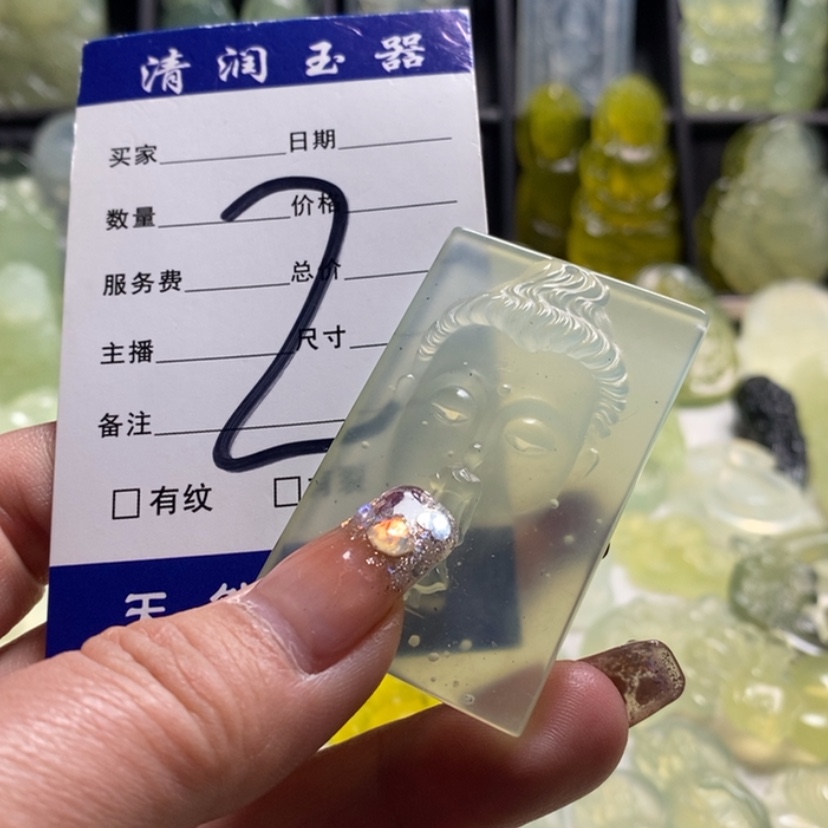 清润玉器
买家 日期
数量 价格
服务费 总价
主播 尺寸
备注
2
□有纹 □
天